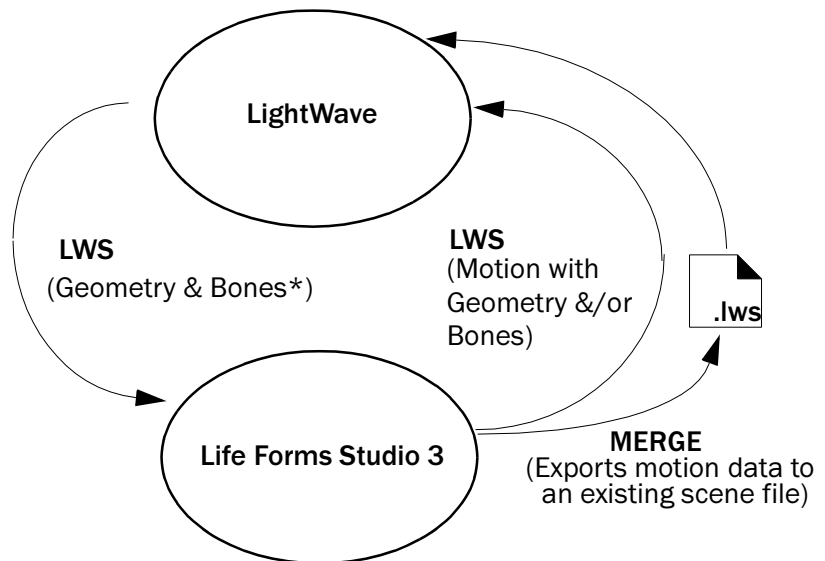 LightWave
LWS
(Geometry & Bones*)
LWS
(Motion with
Geometry &/or
Bones)
.lws
Life Forms Studio 3
MERGE
(Exports motion data to
an existing scene file)